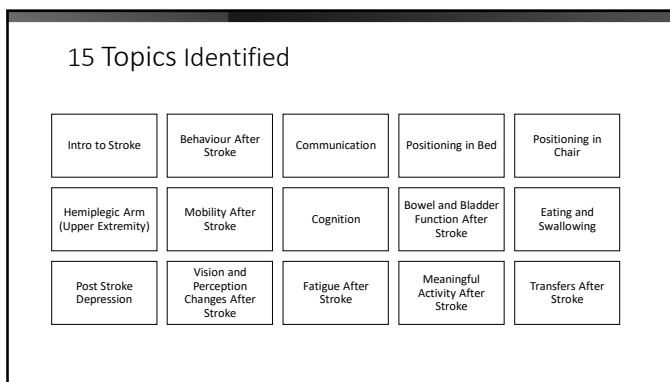 15 Topics Identified
Intro to Stroke
Behaviour After
Stroke
Communication
Positioning in Bed
Positioning in
Chair
Hemiplegic Arm
(Upper Extremity)
Mobility After
Stroke
Cognition
Bowel and Bladder
Function After
Stroke
Eating and
Swallowing
Post Stroke
Depression
Vision and
Perception
Changes After
Stroke
Fatigue After
Stroke
Meaningful
Activity After
Stroke
Transfers After
Stroke